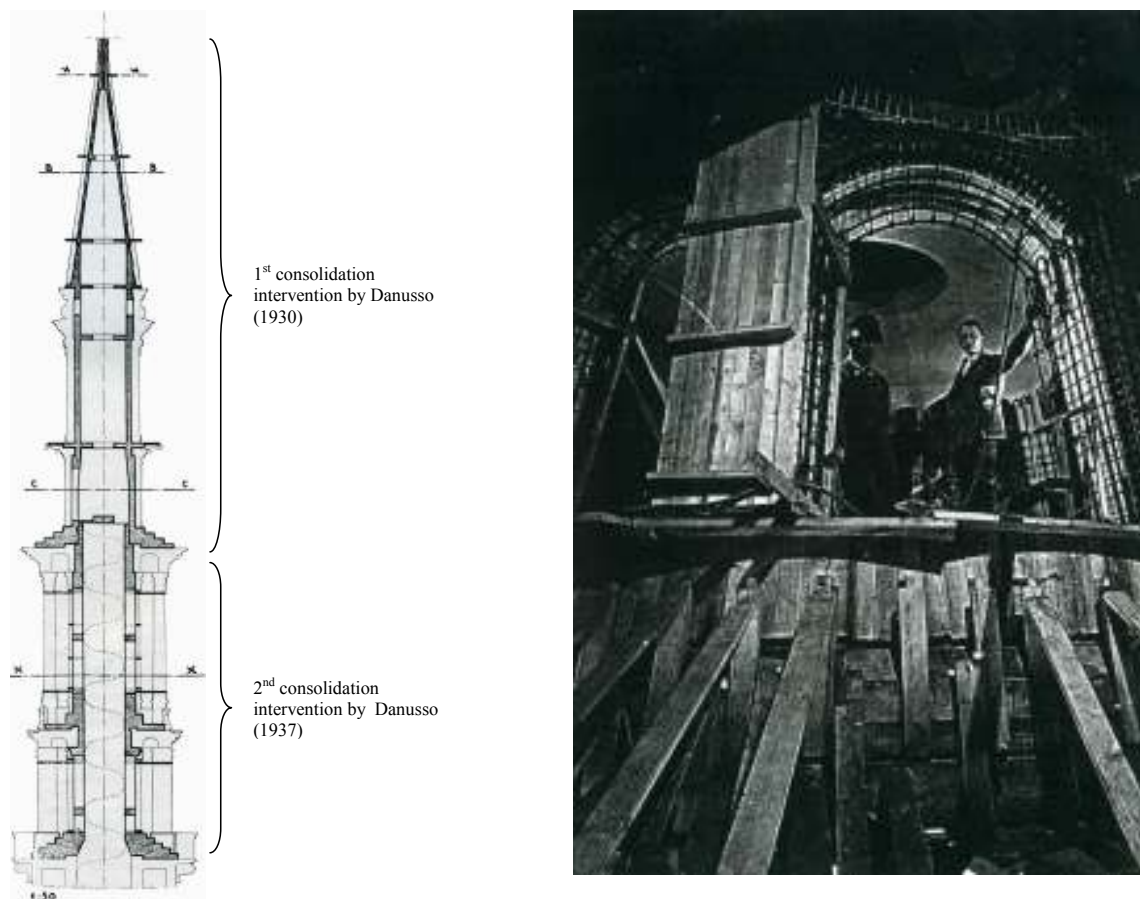 B B
1st consolidation
intervention by Danusso
(1930)
C C
2nd consolidation
intervention by Danusso
(1937)